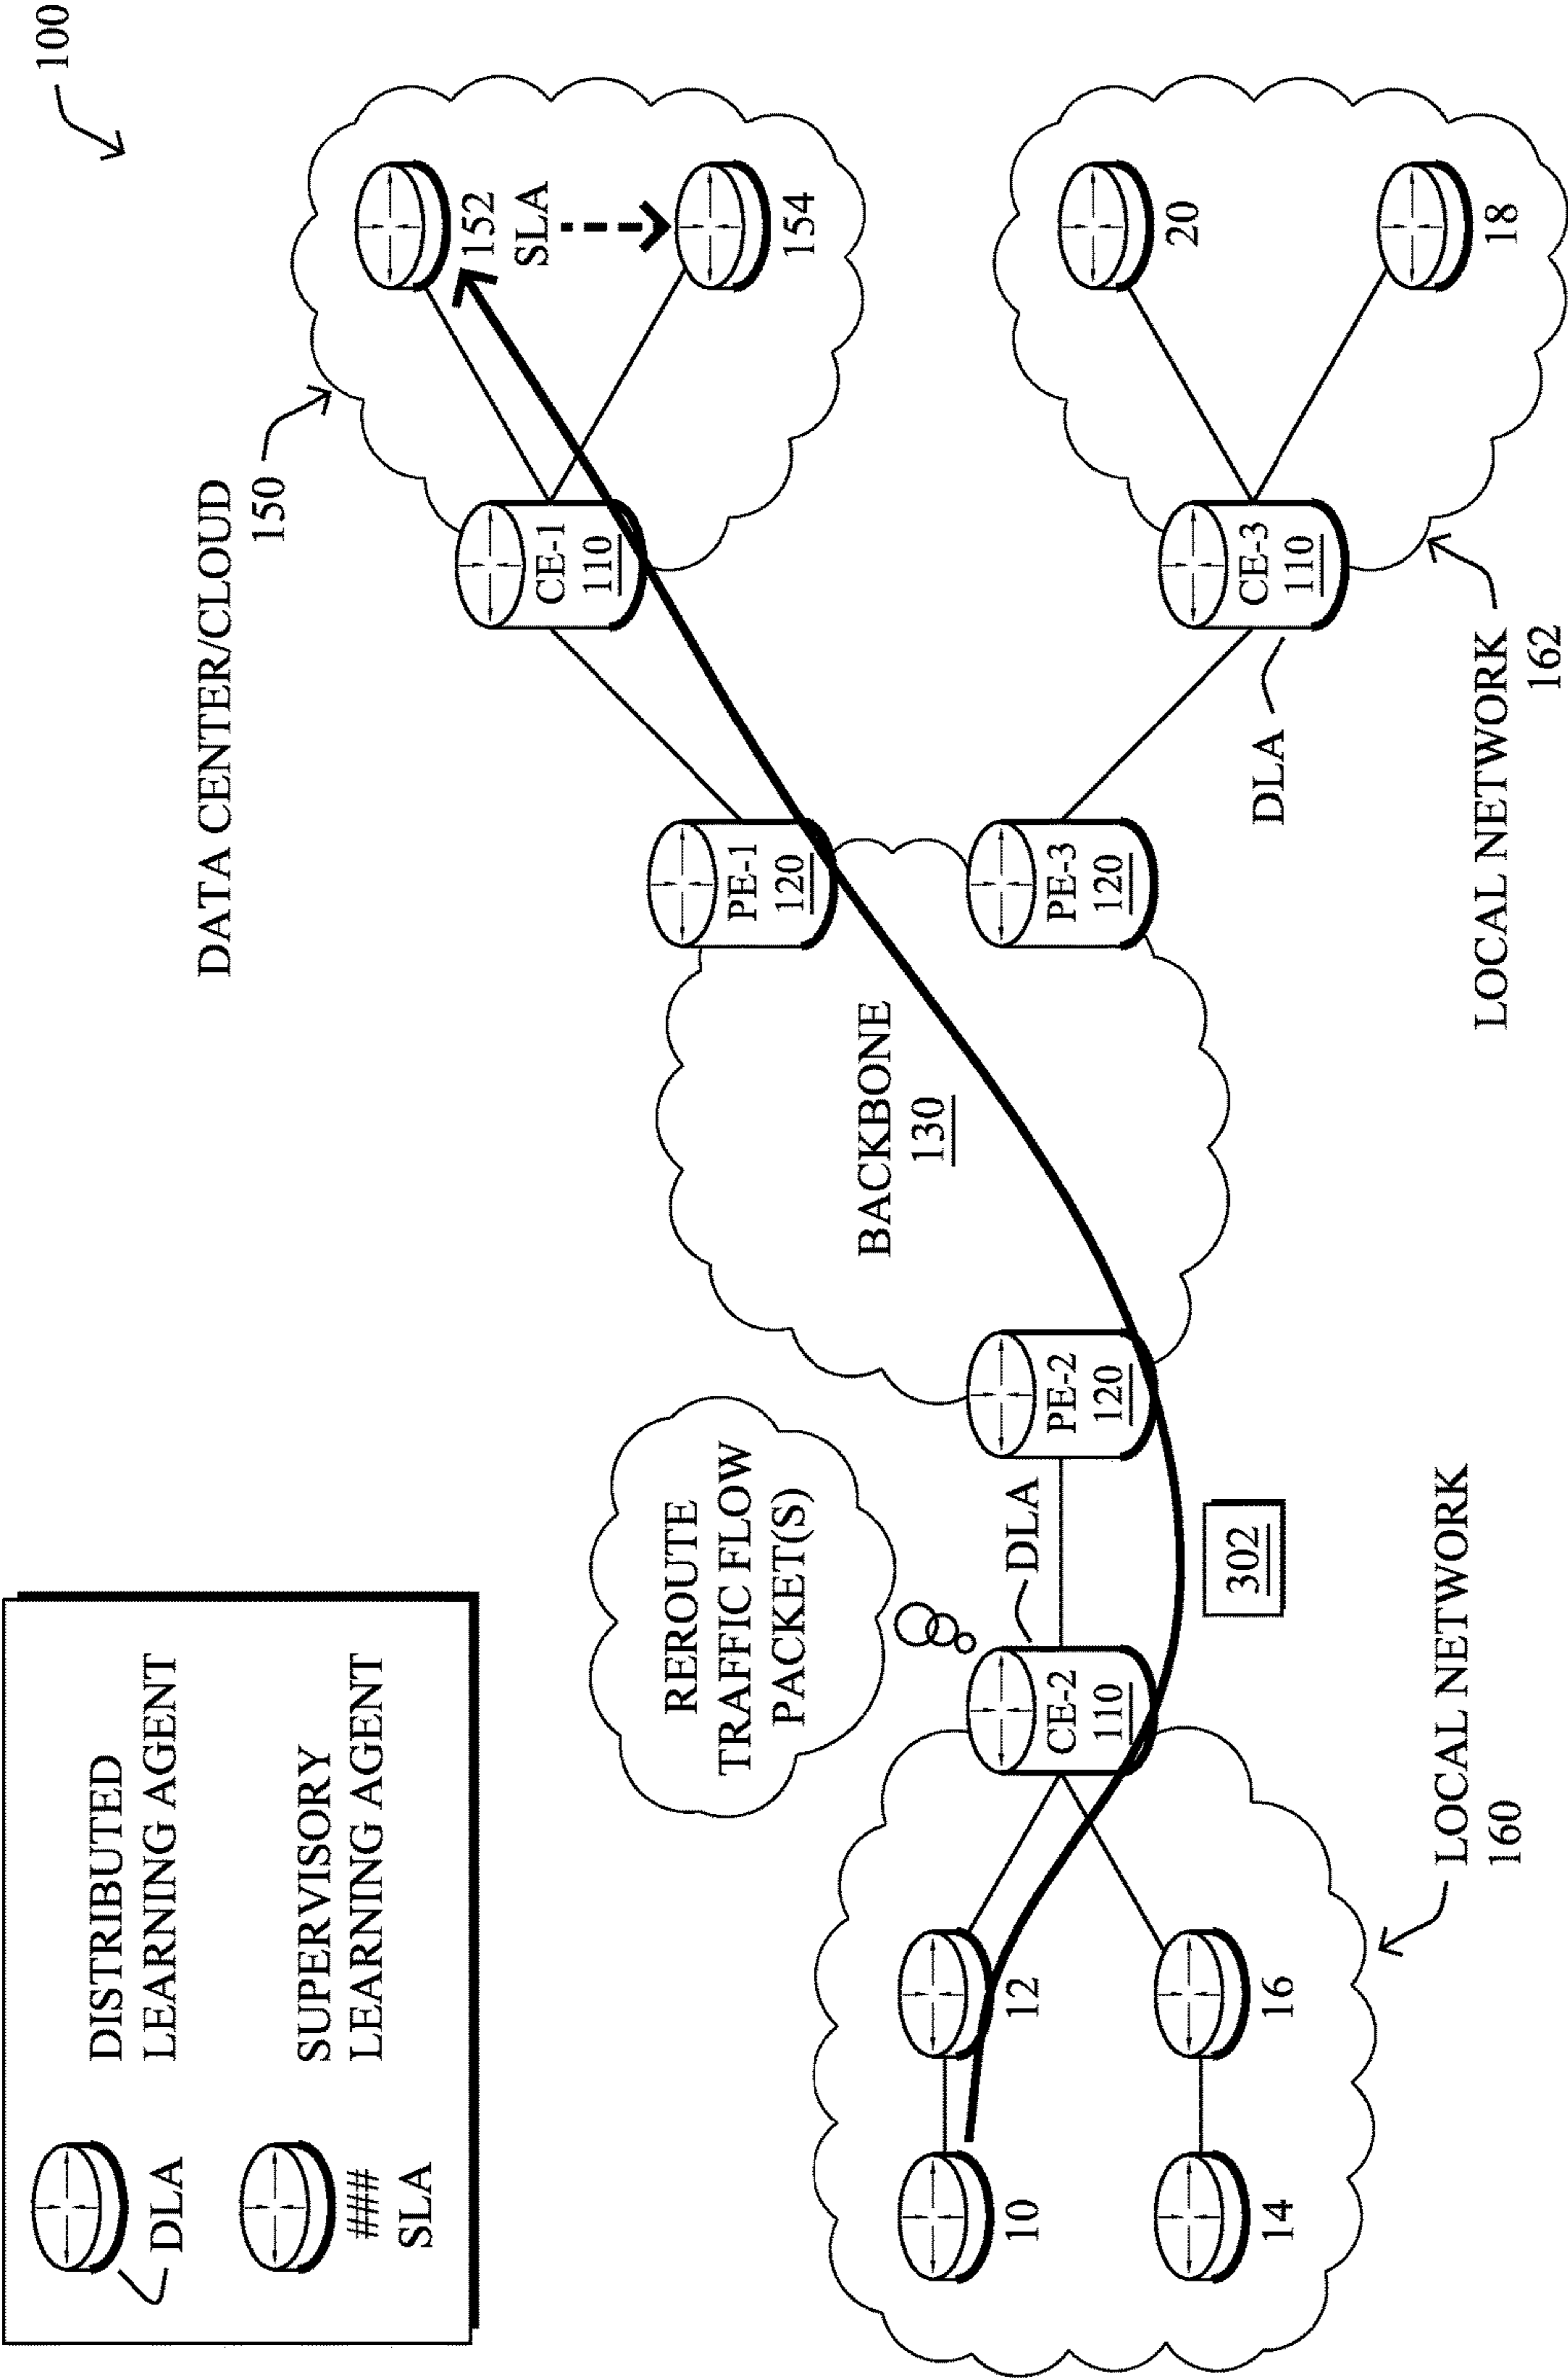 100
DISTRIBUTED
LEARNING AGENT
DLA
SUPERVISORY
LEARNING AGENT
###
SLA
DATA CENTER/CLOUD
150
152
SLA
154
CE-1
110
PE-1
120
REROUTE
TRAFFIC FLOW
PACKET(S)
BACKBONE
130
10
12
14
16
CE-2
110
DLA
PE-2
120
302
PE-3
120
CE-3
110
DLA
20
18
LOCAL NETWORK
160
LOCAL NETWORK
162